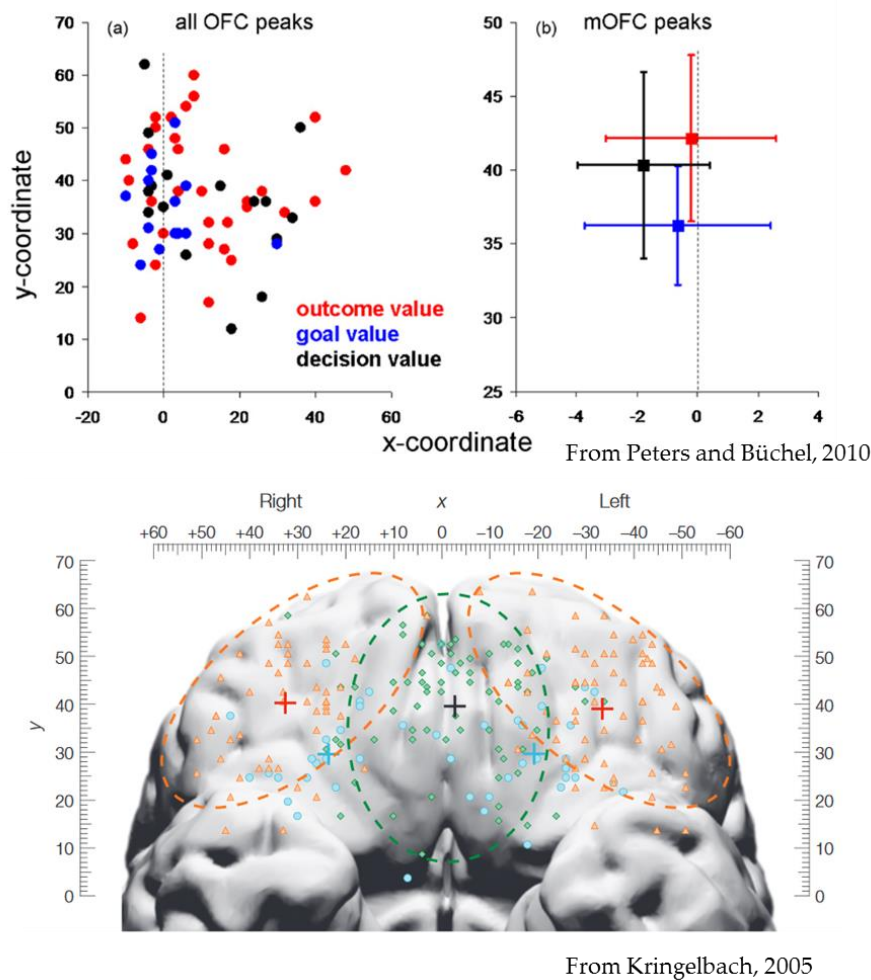 (a) all OFC peaks
70
60
50
40
30
20
10
0
y-coordinate
outcome value
goal value
decision value
-20 0 20 40 60
(b) mOFC peaks
50
45
40
35
30
25
-6 -4 -2 0 2 4
x-coordinate
From Peters and Büchel, 2010
Right x Left
+60 +50 +40 +30 +20 +10 0 −10 −20 −30 −40 −50 −60
70 70
60 60
50 50
40 40
y
30 30
20 20
10 10
0 0
From Kringelbach, 2005